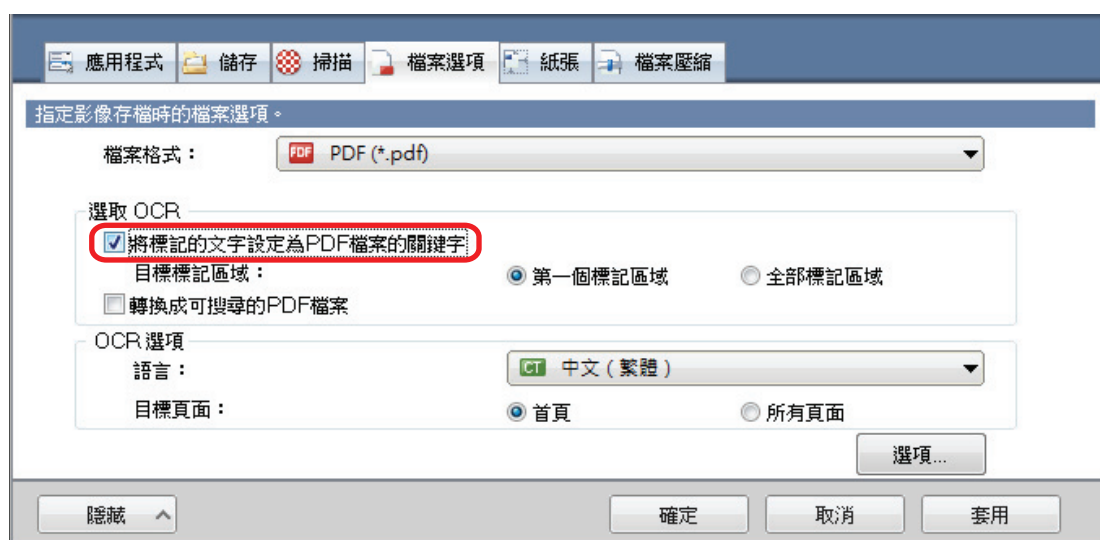 應用程式 儲存 掃描 檔案選項 紙張 檔案壓縮
指定影像存檔時的檔案選項。
檔案格式： PDF PDF (*.pdf)
選取 OCR
將標記的文字設定為PDF檔案的關鍵字
目標標記區域： 第一個標記區域 全部標記區域
轉換成可搜尋的PDF檔案
OCR 選項
語言： CT 中文 ( 繁體 )
目標頁面： 首頁 所有頁面
選項...
隱藏 確定 取消 套用